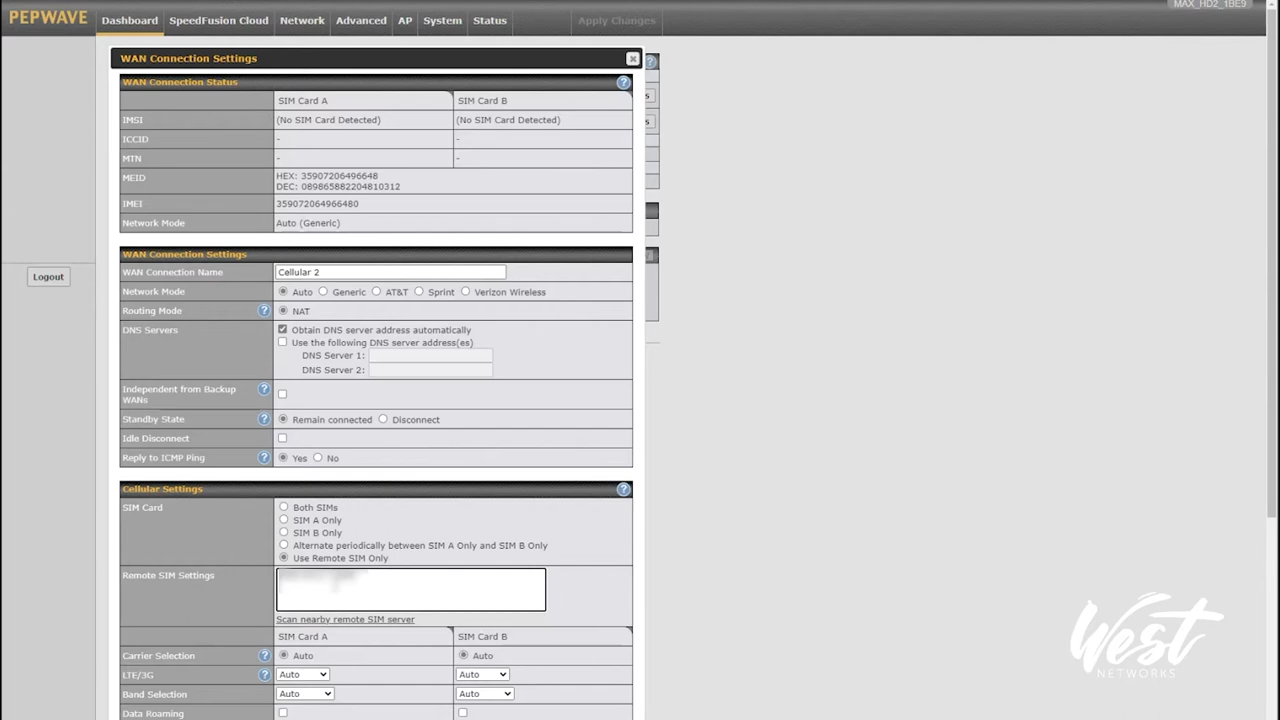 MAX_HD2_1BE9
PEPWAVE Dashboard SpeedFusion Cloud Network Advanced AP System Status Apply Changes
WAN Connection Settings
WAN Connection Status
SIM Card A SIM Card B
IMSI (No SIM Card Detected) (No SIM Card Detected)
ICCID - -
MTN - -
MEID HEX: 35907206496648
DEC: 089865882204810312
IMEI 359072064966480
Network Mode Auto (Generic)
WAN Connection Settings
Logout
WAN Connection Name Cellular 2
Network Mode Auto Generic AT&T Sprint Verizon Wireless
Routing Mode ? NAT
DNS Servers Obtain DNS server address automatically
Use the following DNS server address(es)
DNS Server 1:
DNS Server 2:
Independent from Backup
WANs
Standby State ? Remain connected Disconnect
Idle Disconnect
Reply to ICMP Ping ? Yes No
Cellular Settings
SIM Card Both SIMs
SIM A Only
SIM B Only
Alternate periodically between SIM A Only and SIM B Only
Use Remote SIM Only
Remote SIM Settings
Scan nearby remote SIM server
SIM Card A SIM Card B
Carrier Selection ? Auto Auto
LTE/3G ? Auto Auto
Band Selection Auto Auto
Data Roaming
West
NETWORKS